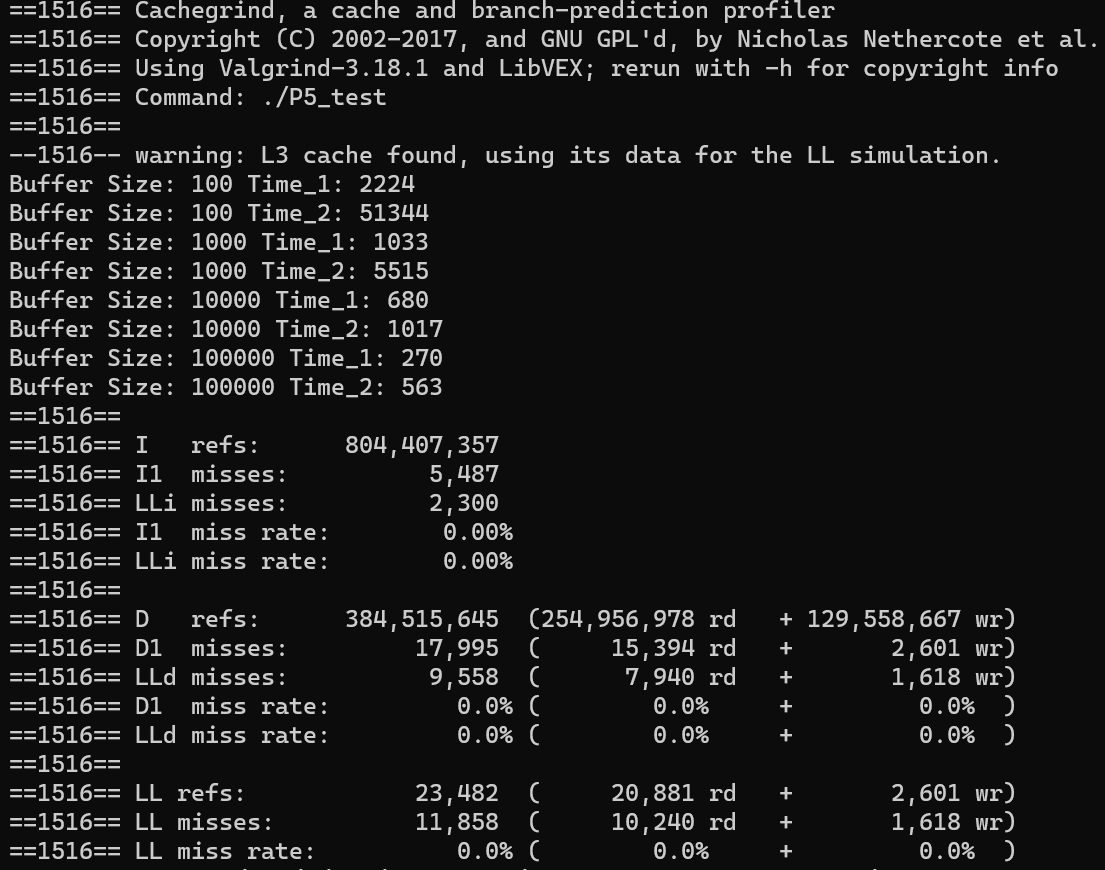 ==1516== Cachegrind, a cache and branch-prediction profiler
==1516== Copyright (C) 2002-2017, and GNU GPL'd, by Nicholas Nethercote et al.
==1516== Using Valgrind-3.18.1 and LibVEX; rerun with -h for copyright info
==1516== Command: ./P5_test
==1516==
--1516-- warning: L3 cache found, using its data for the LL simulation.
Buffer Size: 100 Time_1: 2224
Buffer Size: 100 Time_2: 51344
Buffer Size: 1000 Time_1: 1033
Buffer Size: 1000 Time_2: 5515
Buffer Size: 10000 Time_1: 680
Buffer Size: 10000 Time_2: 1017
Buffer Size: 100000 Time_1: 270
Buffer Size: 100000 Time_2: 563
==1516==
==1516== I   refs:      804,407,357
==1516== I1  misses:          5,487
==1516== LLi misses:          2,300
==1516== I1  miss rate:        0.00%
==1516== LLi miss rate:        0.00%
==1516==
==1516== D   refs:      384,515,645  (254,956,978 rd   + 129,558,667 wr)
==1516== D1  misses:         17,995  (     15,394 rd   +       2,601 wr)
==1516== LLd misses:          9,558  (      7,940 rd   +       1,618 wr)
==1516== D1  miss rate:         0.0% (        0.0%     +         0.0%  )
==1516== LLd miss rate:         0.0% (        0.0%     +         0.0%  )
==1516==
==1516== LL refs:            23,482  (     20,881 rd   +       2,601 wr)
==1516== LL misses:          11,858  (     10,240 rd   +       1,618 wr)
==1516== LL miss rate:          0.0% (        0.0%     +         0.0%  )